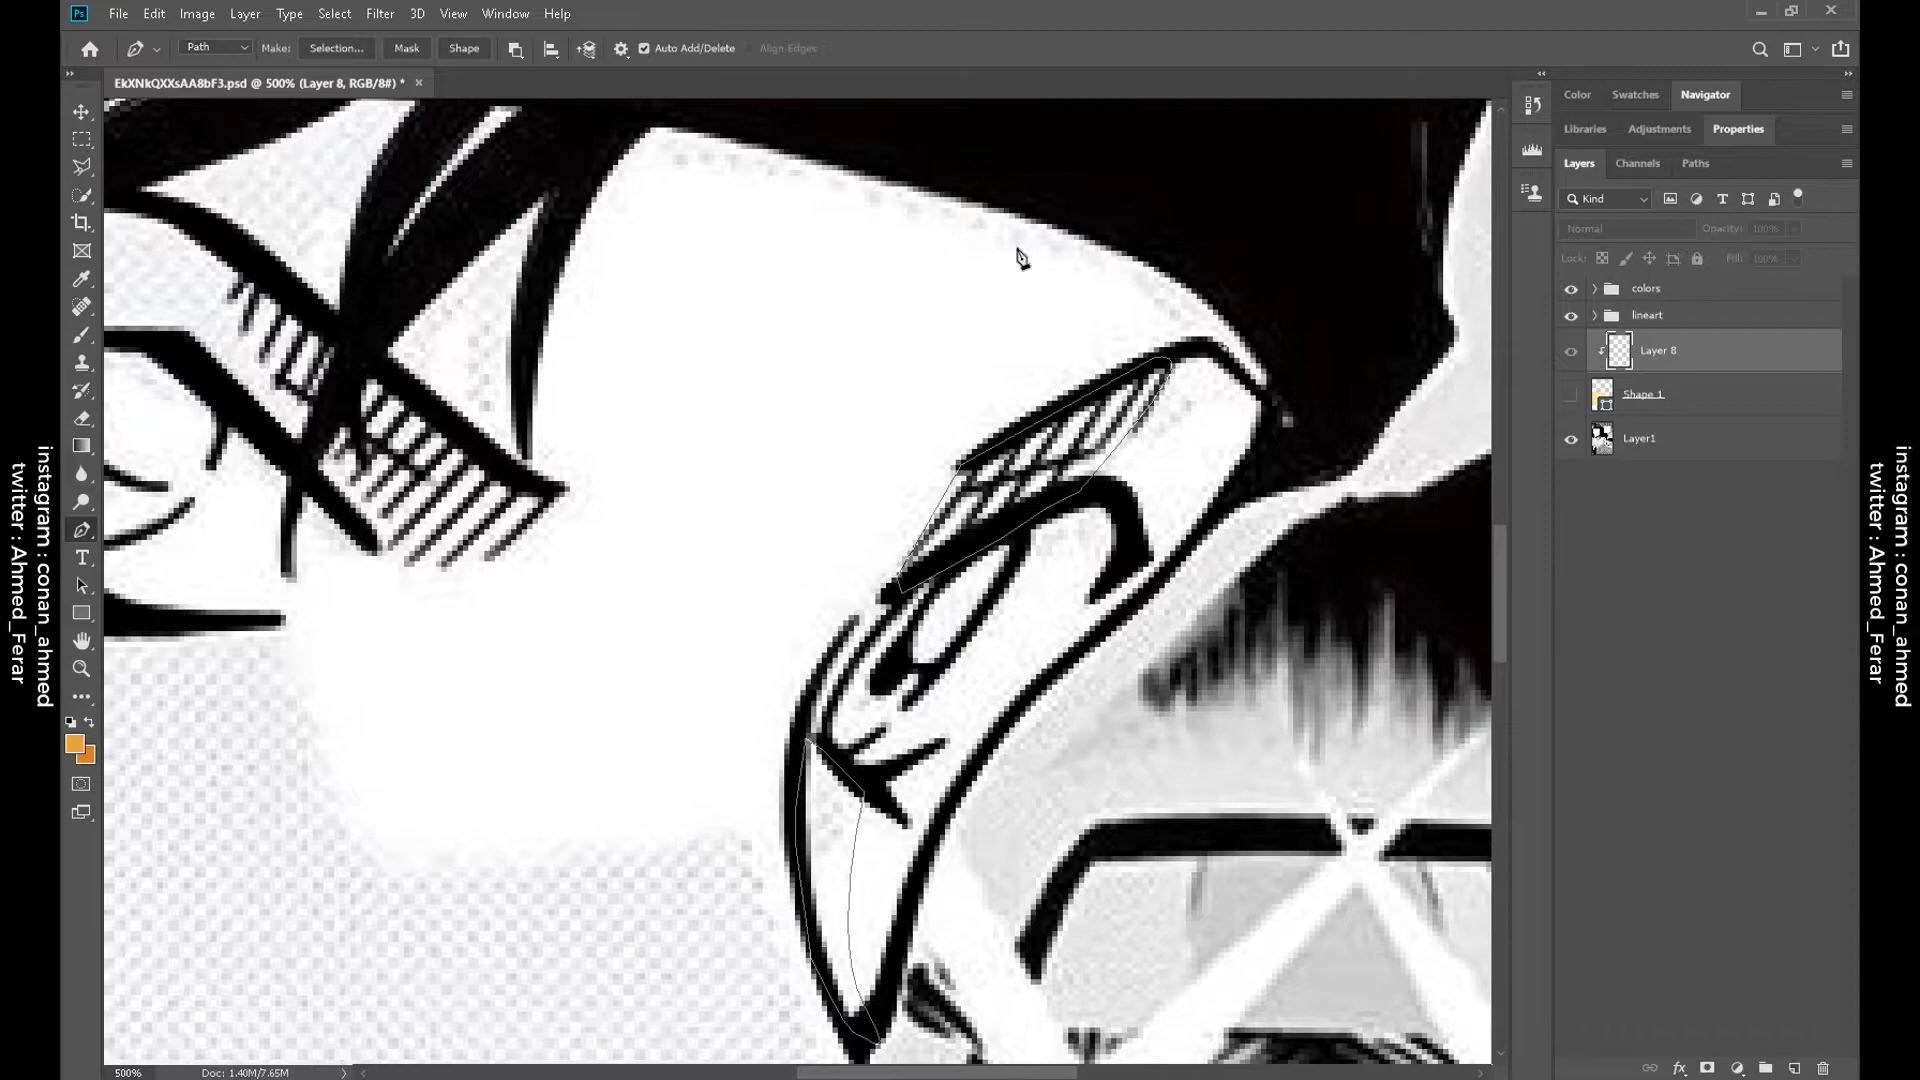 Ps File Edit Image Layer Type Select Filter 3D View Window Help
Path Make: Selection... Mask Shape Auto Add/Delete Align Edges
EkXNkQXXsAA8bF3.psd @ 500% (Layer 8, RGB/8#) *
Color Swatches Navigator
Libraries Adjustments Properties
Layers Channels Paths
Kind
Normal Opacity: 100%
Lock: Fill: 100%
colors
lineart
Layer 8
Shape 1
Layer1
500% Doc: 1.40M/7.65M
instagram : conan_ahmed
twitter : Ahmed_Ferar
instagram : conan_ahmed
twitter : Ahmed_Ferar